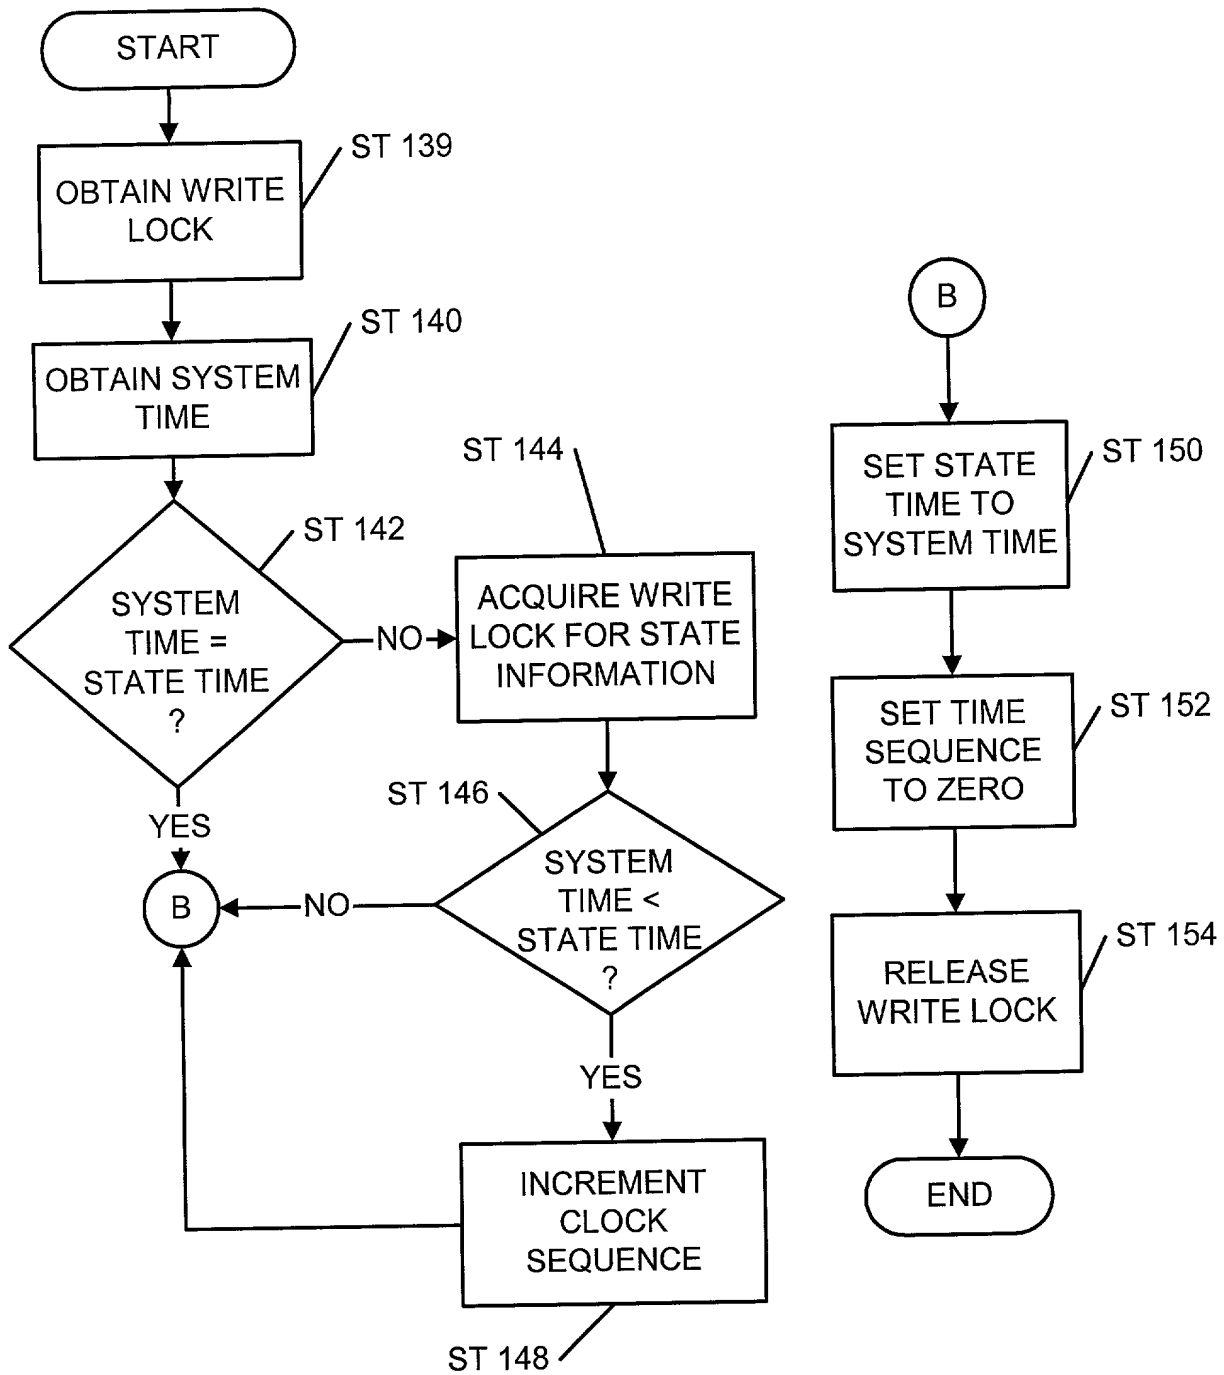 START
ST 139
OBTAIN WRITE
LOCK
ST 140
OBTAIN SYSTEM
TIME
ST 142
SYSTEM
TIME =
STATE TIME
?
NO
YES
ST 144
ACQUIRE WRITE
LOCK FOR STATE
INFORMATION
ST 146
SYSTEM
TIME <
STATE TIME
?
NO
B
YES
INCREMENT
CLOCK
SEQUENCE
ST 148
B
SET STATE
TIME TO
SYSTEM TIME
ST 150
SET TIME
SEQUENCE
TO ZERO
ST 152
RELEASE
WRITE LOCK
ST 154
END